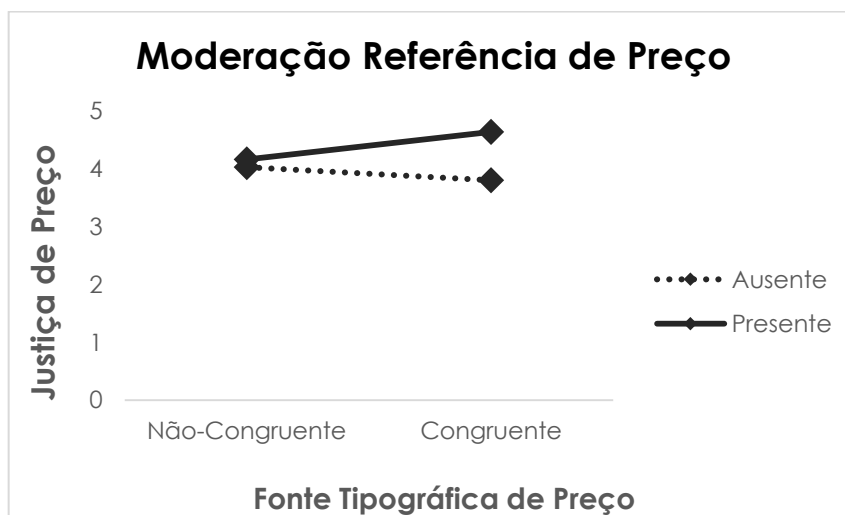 Moderação Referência de Preço
Justiça de Preço
5
4
3
2
1
0
Não-Congruente
Congruente
Fonte Tipográfica de Preço
Ausente
Presente